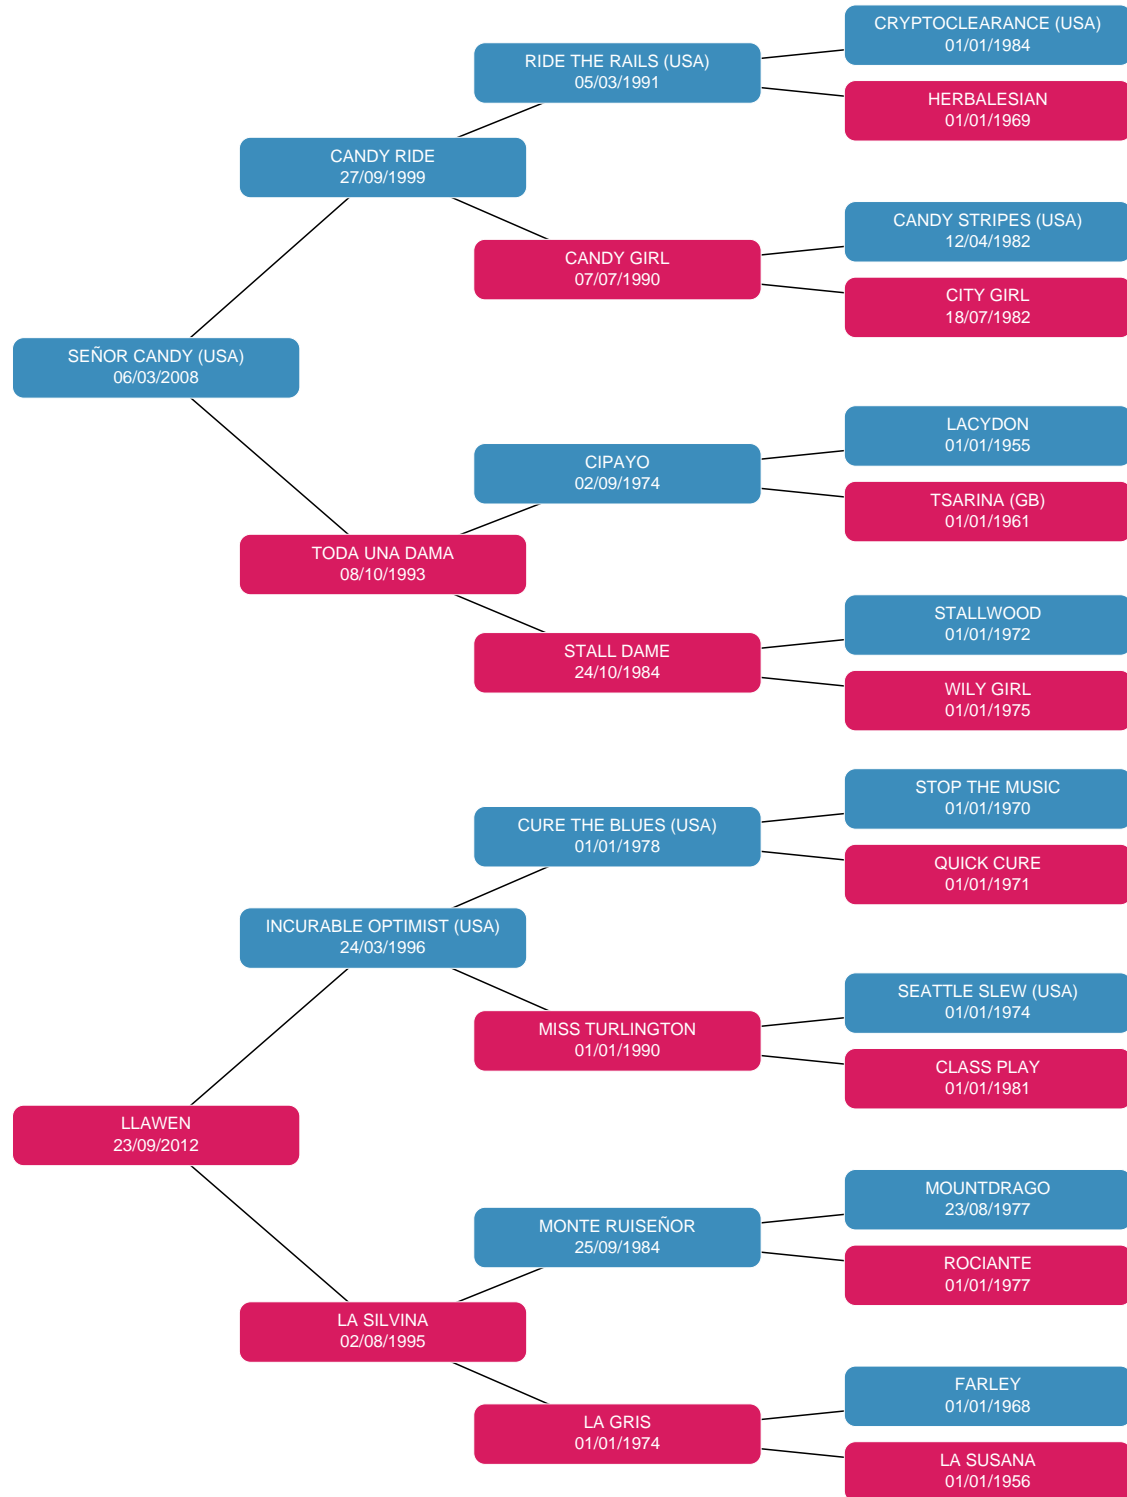 CRYPTOCLEARANCE (USA)
01/01/1984
RIDE THE RAILS (USA)
05/03/1991
HERBALESIAN
01/01/1969
CANDY RIDE
27/09/1999
CANDY STRIPES (USA)
12/04/1982
CANDY GIRL
07/07/1990
CITY GIRL
18/07/1982
SEÑOR CANDY (USA)
06/03/2008
LACYDON
01/01/1955
CIPAYO
02/09/1974
TSARINA (GB)
01/01/1961
TODA UNA DAMA
08/10/1993
STALLWOOD
01/01/1972
STALL DAME
24/10/1984
WILY GIRL
01/01/1975
STOP THE MUSIC
01/01/1970
CURE THE BLUES (USA)
01/01/1978
QUICK CURE
01/01/1971
INCURABLE OPTIMIST (USA)
24/03/1996
SEATTLE SLEW (USA)
01/01/1974
MISS TURLINGTON
01/01/1990
CLASS PLAY
01/01/1981
LLAWEN
23/09/2012
MOUNTDRAGO
23/08/1977
MONTE RUISEÑOR
25/09/1984
ROCIANTE
01/01/1977
LA SILVINA
02/08/1995
FARLEY
01/01/1968
LA GRIS
01/01/1974
LA SUSANA
01/01/1956